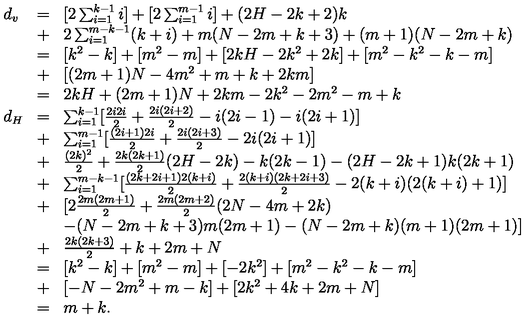 d_v = [2 ∑_{i=1}^{k-1} i] + [2 ∑_{i=1}^{m-1} i] + (2H − 2k + 2)k
+ 2 ∑_{i=1}^{m-k-1}(k + i) + m(N − 2m + k + 3) + (m + 1)(N − 2m + k)
= [k^2 − k] + [m^2 − m] + [2kH − 2k^2 + 2k] + [m^2 − k^2 − k − m]
+ [(2m + 1)N − 4m^2 + m + k + 2km]
= 2kH + (2m + 1)N + 2km − 2k^2 − 2m^2 − m + k
d_H = ∑_{i=1}^{k-1}[\frac{2i2i}{2} + \frac{2i(2i+2)}{2} − i(2i − 1) − i(2i + 1)]
+ ∑_{i=1}^{m-1}[\frac{(2i+1)2i}{2} + \frac{2i(2i+3)}{2} − 2i(2i + 1)]
+ \frac{(2k)^2}{2} + \frac{2k(2k+1)}{2}(2H − 2k) − k(2k − 1) − (2H − 2k + 1)k(2k + 1)
+ ∑_{i=1}^{m-k-1}[\frac{(2k+2i+1)2(k+i)}{2} + \frac{2(k+i)(2k+2i+3)}{2} − 2(k + i)(2(k + i) + 1)]
+ [2\frac{2m(2m+1)}{2} + \frac{2m(2m+2)}{2}(2N − 4m + 2k)
−(N − 2m + k + 3)m(2m + 1) − (N − 2m + k)(m + 1)(2m + 1)]
+ \frac{2k(2k+3)}{2} + k + 2m + N
= [k^2 − k] + [m^2 − m] + [−2k^2] + [m^2 − k^2 − k − m]
+ [−N − 2m^2 + m − k] + [2k^2 + 4k + 2m + N]
= m + k.